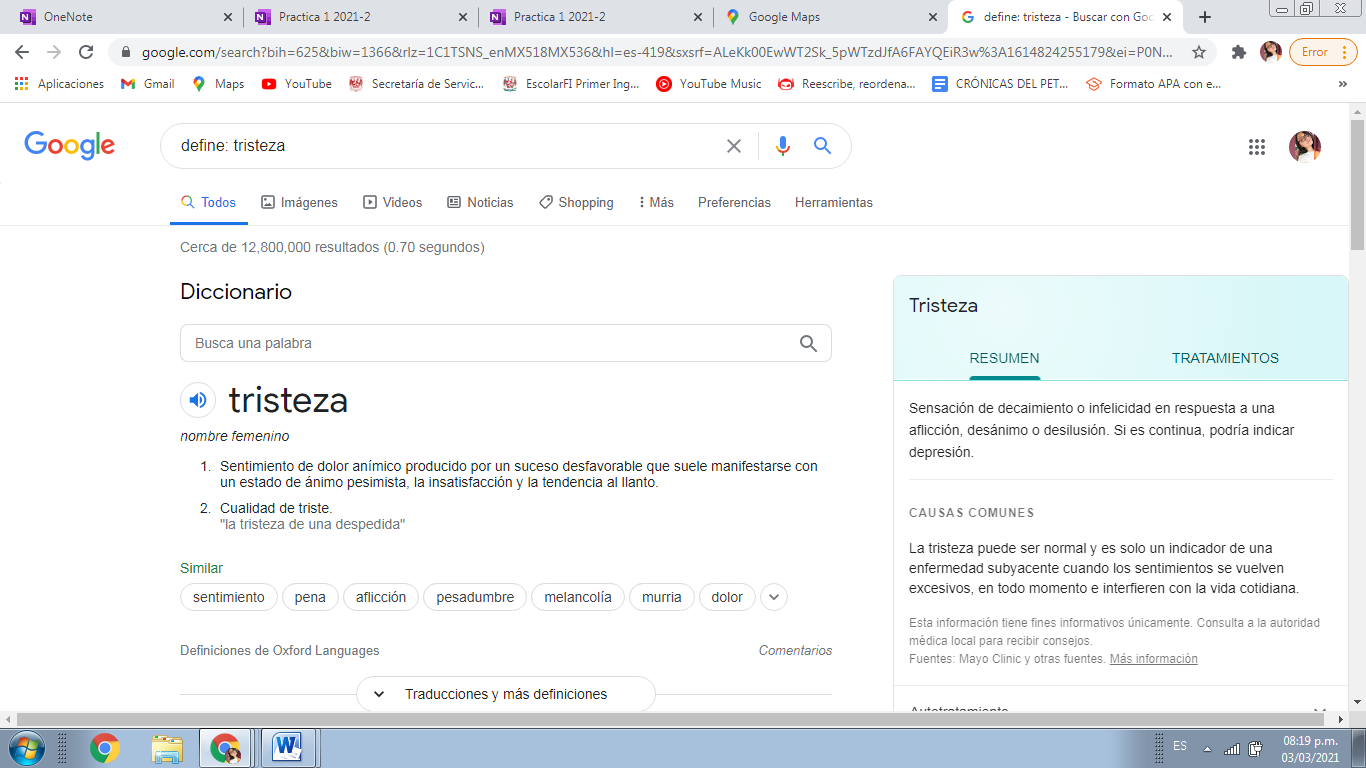 OneNote
Practica 1 2021-2
Practica 1 2021-2
Google Maps
define: tristeza - Buscar con Goo
google.com/search?bih=625&biw=1366&rlz=1C1TSNS_enMX518MX536&hl=es-419&sxsrf=ALeKk00EwWT2Sk_5pWTzdJfA6FAYQEiR3w%3A1614824255179&ei=P0N...
Error
Aplicaciones
Gmail
Maps
YouTube
Secretaría de Servic...
EscolarFI Primer Ing...
YouTube Music
Reescribe, reordena...
CRÓNICAS DEL PET...
Formato APA con e...
»
Google
define: tristeza
Todos
Imágenes
Videos
Noticias
Shopping
Más
Preferencias
Herramientas
Cerca de 12,800,000 resultados (0.70 segundos)
Diccionario
Busca una palabra
tristeza
nombre femenino
1. Sentimiento de dolor anímico producido por un suceso desfavorable que suele manifestarse con
un estado de ánimo pesimista, la insatisfacción y la tendencia al llanto.
2. Cualidad de triste.
"la tristeza de una despedida"
Similar
sentimiento
pena
aflicción
pesadumbre
melancolía
murria
dolor
Definiciones de Oxford Languages
Comentarios
Traducciones y más definiciones
Tristeza
RESUMEN
TRATAMIENTOS
Sensación de decaimiento o infelicidad en respuesta a una
aflicción, desánimo o desilusión. Si es continua, podría indicar
depresión.
CAUSAS COMUNES
La tristeza puede ser normal y es solo un indicador de una
enfermedad subyacente cuando los sentimientos se vuelven
excesivos, en todo momento e interfieren con la vida cotidiana.
Esta información tiene fines informativos únicamente. Consulta a la autoridad
médica local para recibir consejos.
Fuentes: Mayo Clinic y otras fuentes. Más información
Autotratamiento
ES
08:19 p.m.
03/03/2021